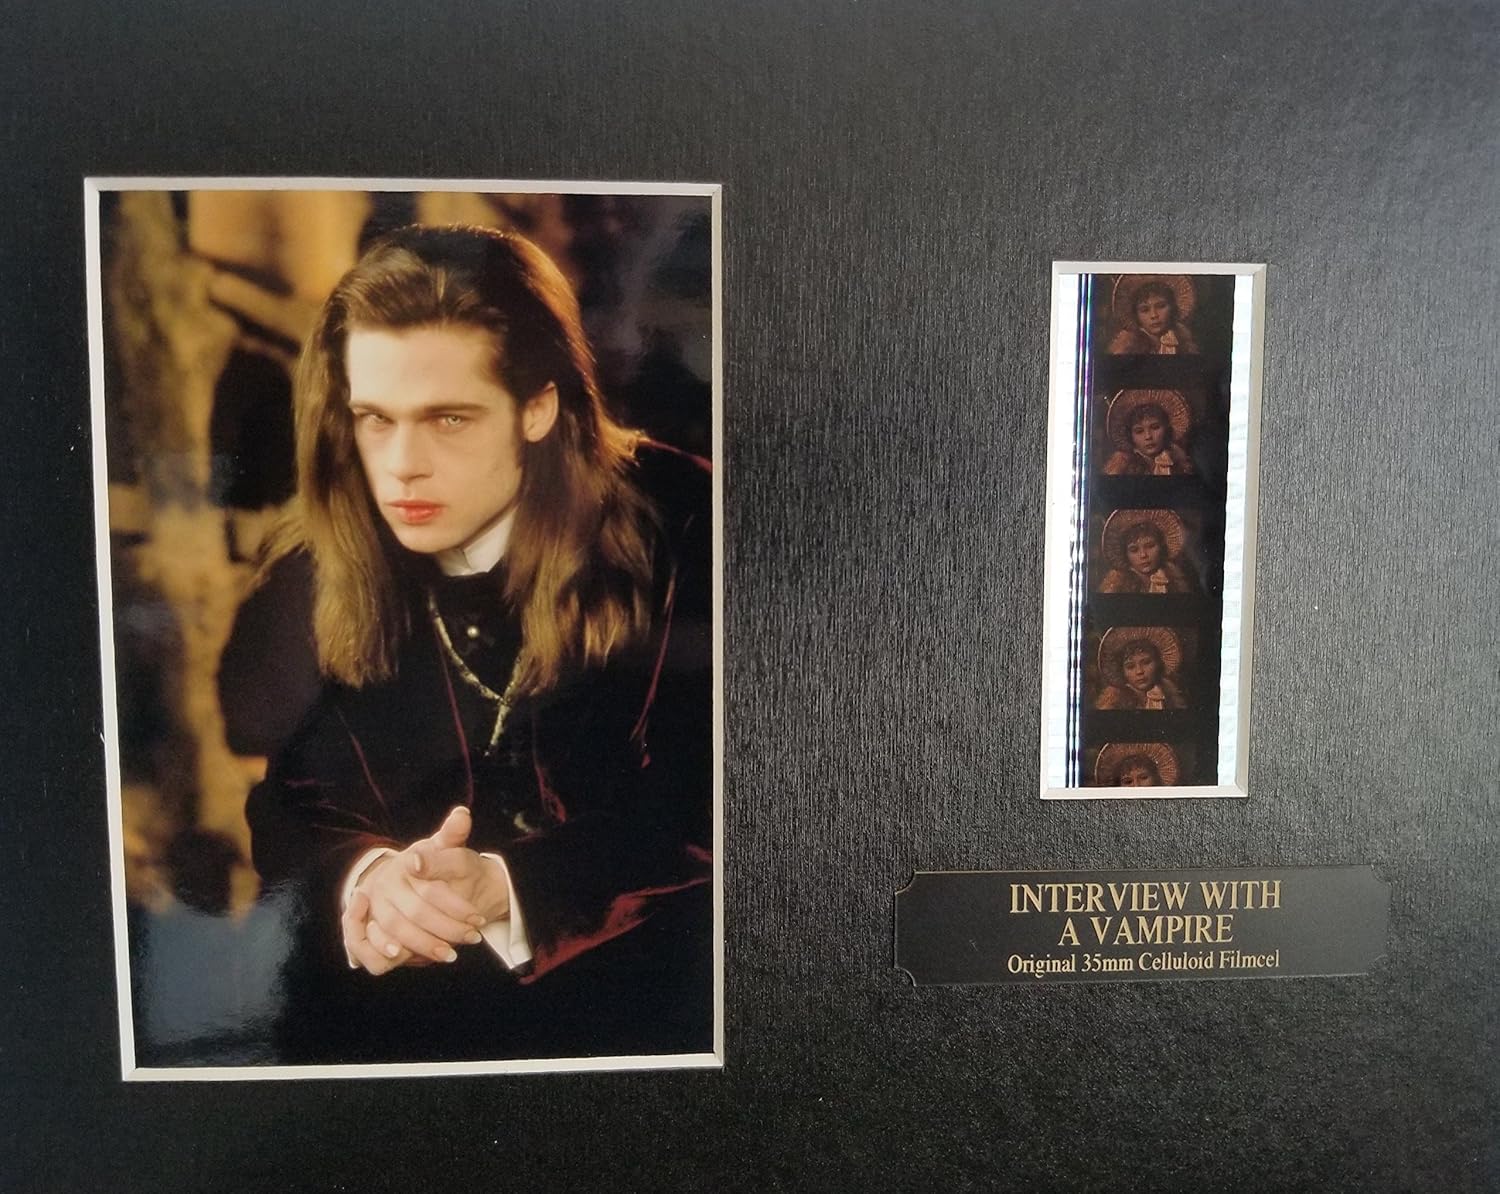 INTERVIEW WITH
A VAMPIRE
Original 35mm Celluloid Filmcel